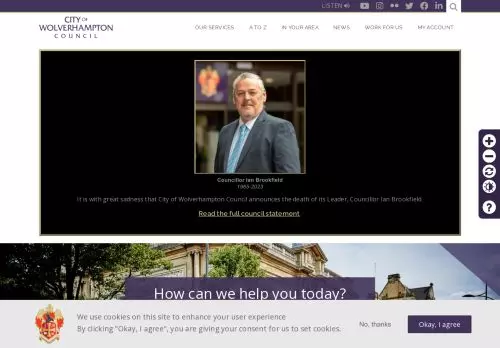 LISTEN
CITY OF
WOLVERHAMPTON
COUNCIL
OUR SERVICES
A TO Z
IN YOUR AREA
NEWS
WORK FOR US
MY ACCOUNT
Councillor Ian Brookfield
1965-2023
It is with great sadness that City of Wolverhampton Council announces the death of its Leader, Councillor Ian Brookfield.
Read the full council statement
How can we help you today?
We use cookies on this site to enhance your user experience
By clicking "Okay, I agree", you are giving your consent for us to set cookies.
No, thanks
Okay, I agree